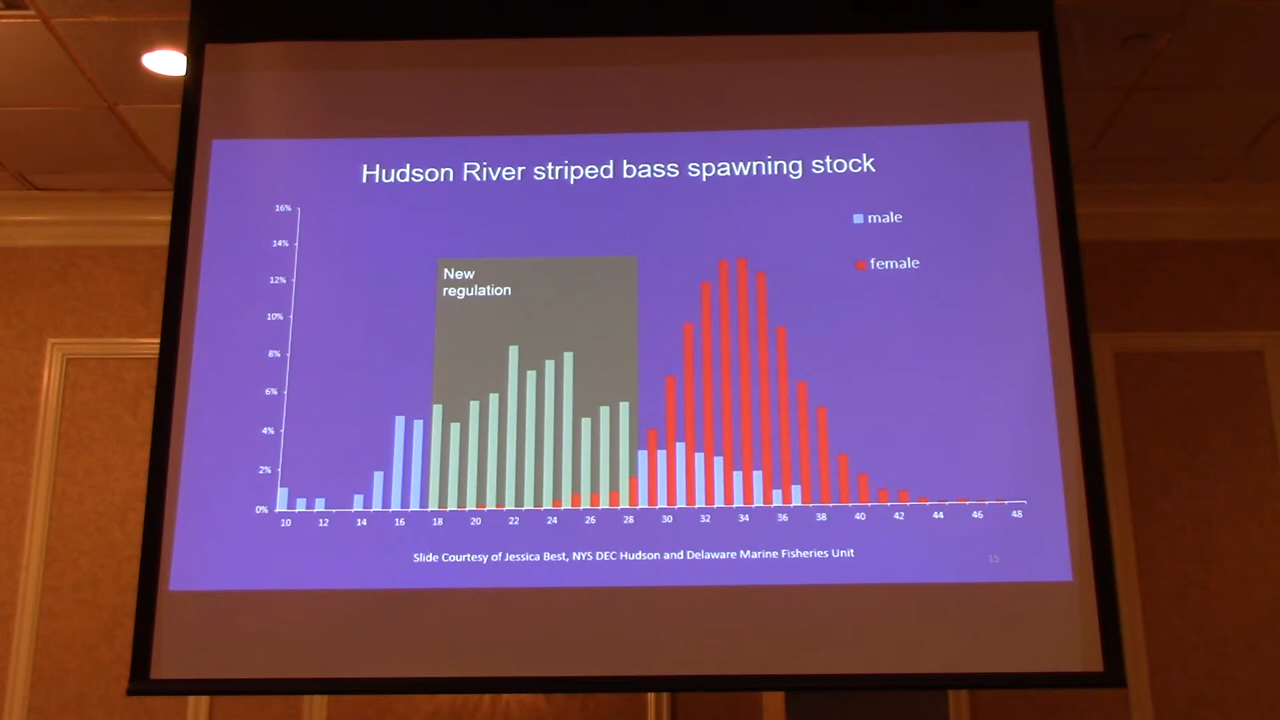 Hudson River striped bass spawning stock
16%
14%
12%
10%
8%
6%
4%
2%
0%
New
regulation
male
female
10 12 14 16 18 20 22 24 26 28 30 32 34 36 38 40 42 44 46 48
Slide Courtesy of Jessica Best, NYS DEC Hudson and Delaware Marine Fisheries Unit
15